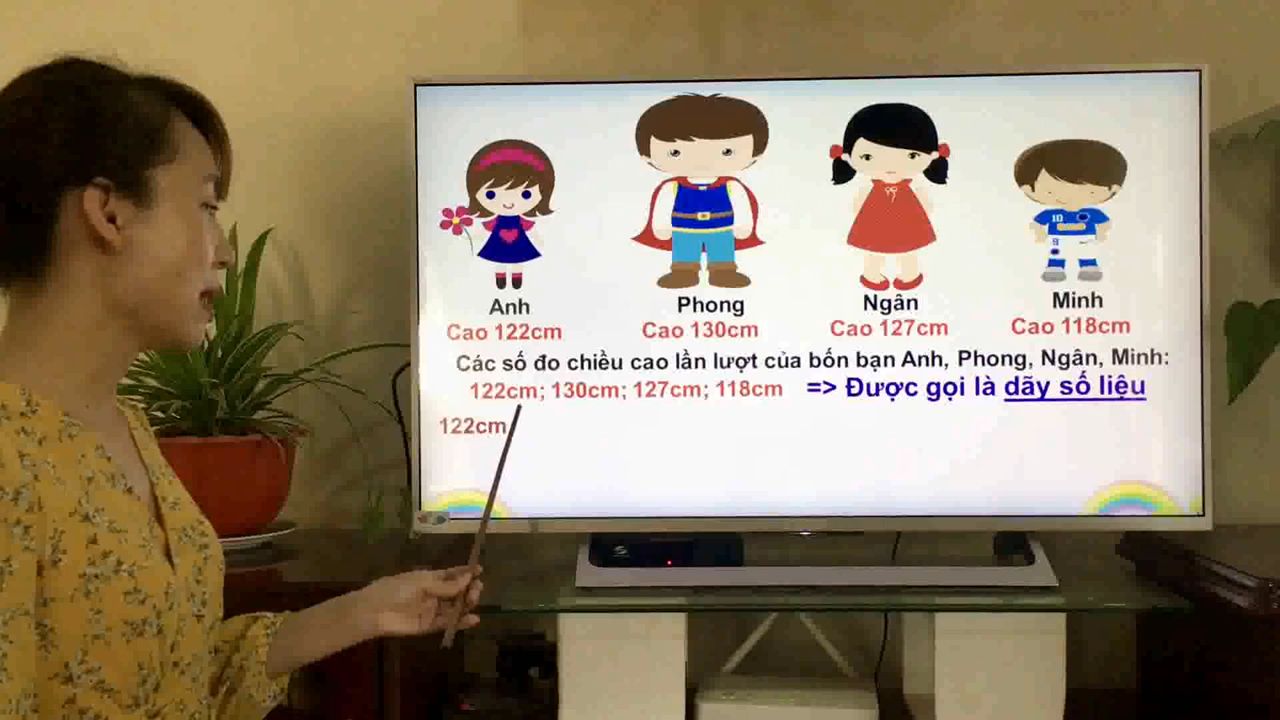 Anh
Phong
Ngân
Minh
Cao 122cm
Cao 130cm
Cao 127cm
Cao 118cm
Các số đo chiều cao lần lượt của bốn bạn Anh, Phong, Ngân, Minh:
122cm; 130cm; 127cm; 118cm => Được gọi là dãy số liệu
122cm
10